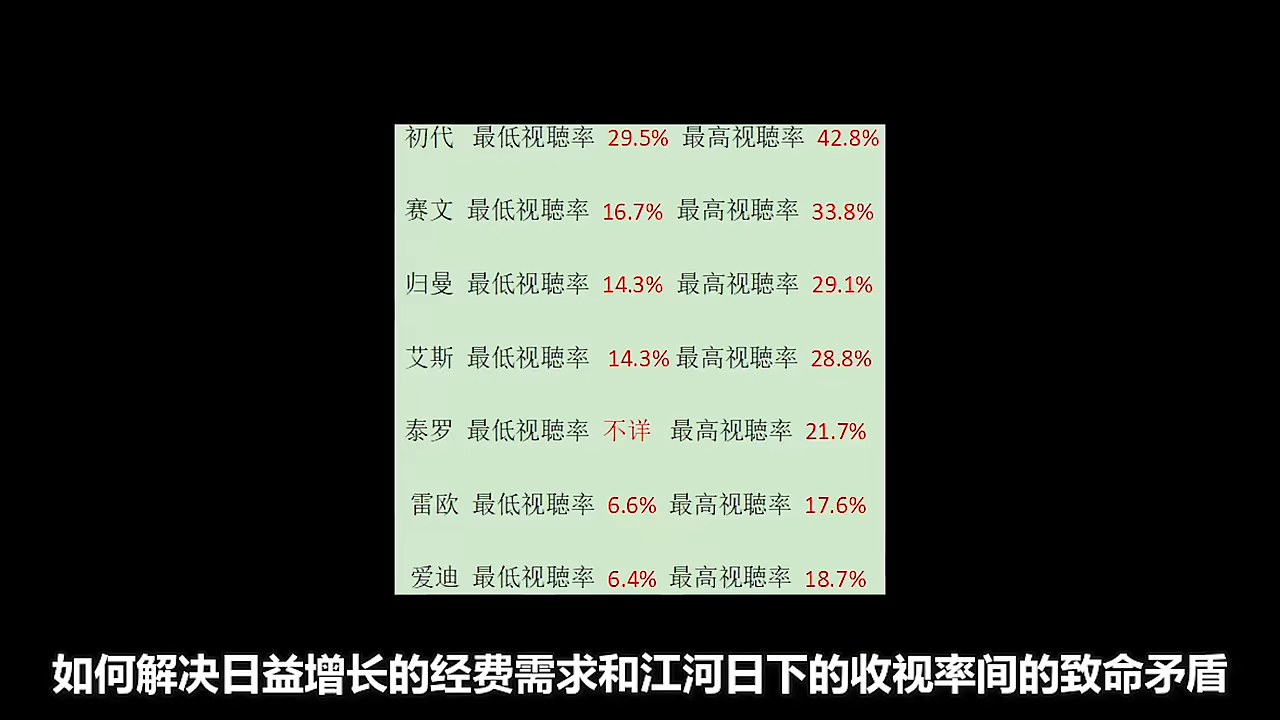 初代 最低视聴率 29.5% 最高视聴率 42.8%
赛文 最低视聴率 16.7% 最高视聴率 33.8%
归曼 最低视聴率 14.3% 最高视聴率 29.1%
艾斯 最低视聴率 14.3% 最高视聴率 28.8%
泰罗 最低视聴率 不详 最高视聴率 21.7%
雷欧 最低视聴率 6.6% 最高视聴率 17.6%
爱迪 最低视聴率 6.4% 最高视聴率 18.7%
如何解决日益增长的经费需求和江河日下的收视率间的致命矛盾